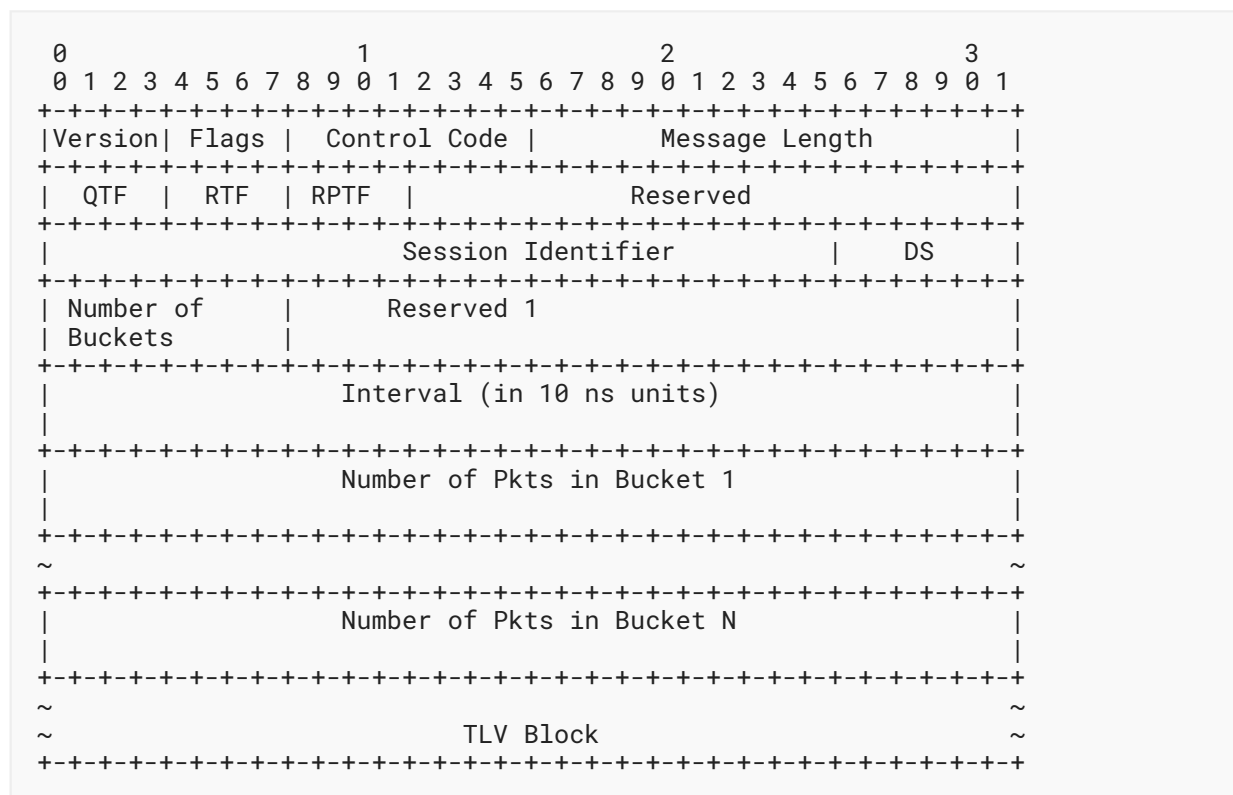 0                   1                   2                   3
 0 1 2 3 4 5 6 7 8 9 0 1 2 3 4 5 6 7 8 9 0 1 2 3 4 5 6 7 8 9 0 1
+-+-+-+-+-+-+-+-+-+-+-+-+-+-+-+-+-+-+-+-+-+-+-+-+-+-+-+-+-+-+-+-+
|Version| Flags |  Control Code |        Message Length         |
+-+-+-+-+-+-+-+-+-+-+-+-+-+-+-+-+-+-+-+-+-+-+-+-+-+-+-+-+-+-+-+-+
|  QTF  |  RTF  | RPTF  |              Reserved                 |
+-+-+-+-+-+-+-+-+-+-+-+-+-+-+-+-+-+-+-+-+-+-+-+-+-+-+-+-+-+-+-+-+
|                       Session Identifier          |    DS     |
+-+-+-+-+-+-+-+-+-+-+-+-+-+-+-+-+-+-+-+-+-+-+-+-+-+-+-+-+-+-+-+-+
| Number of     |      Reserved 1                               |
| Buckets       |                                               |
+-+-+-+-+-+-+-+-+-+-+-+-+-+-+-+-+-+-+-+-+-+-+-+-+-+-+-+-+-+-+-+-+
|                   Interval (in 10 ns units)                   |
|                                                               |
+-+-+-+-+-+-+-+-+-+-+-+-+-+-+-+-+-+-+-+-+-+-+-+-+-+-+-+-+-+-+-+-+
|                   Number of Pkts in Bucket 1                  |
|                                                               |
+-+-+-+-+-+-+-+-+-+-+-+-+-+-+-+-+-+-+-+-+-+-+-+-+-+-+-+-+-+-+-+-+
~                                                               ~
+-+-+-+-+-+-+-+-+-+-+-+-+-+-+-+-+-+-+-+-+-+-+-+-+-+-+-+-+-+-+-+-+
|                   Number of Pkts in Bucket N                  |
|                                                               |
+-+-+-+-+-+-+-+-+-+-+-+-+-+-+-+-+-+-+-+-+-+-+-+-+-+-+-+-+-+-+-+-+
~                                                               ~
~                           TLV Block                           ~
+-+-+-+-+-+-+-+-+-+-+-+-+-+-+-+-+-+-+-+-+-+-+-+-+-+-+-+-+-+-+-+-+